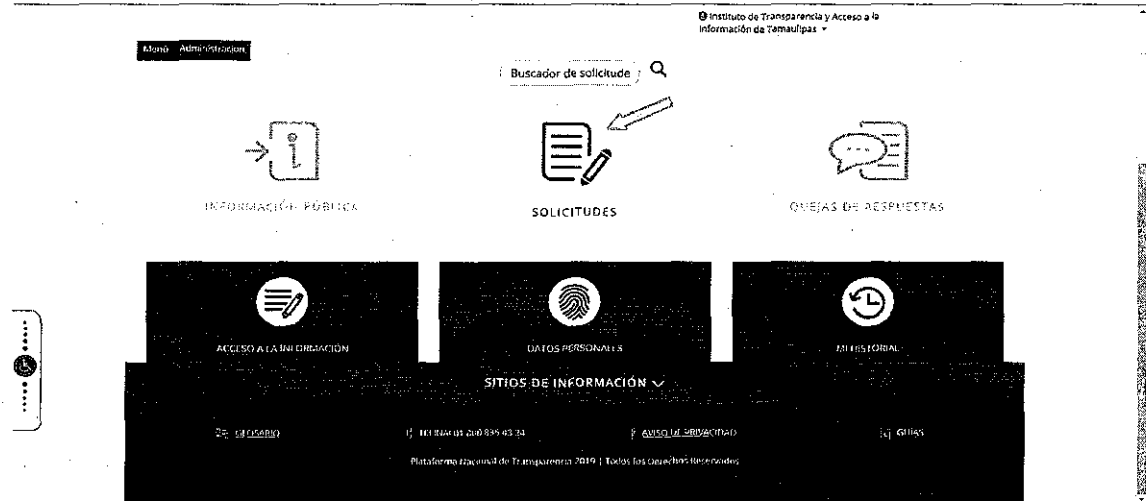 Instituto de Transparencia y Acceso a la
Información de Tamaulipas
Menú Administracion
Buscador de solicitude
INFORMACIÓN PÚBLICA
SOLICITUDES
QUEJAS DE RESPUESTAS
ACCESO A LA INFORMACIÓN
DATOS PERSONALES
MI HISTORIAL
SITIOS DE INFORMACIÓN
GLOSARIO
AVISO DE PRIVACIDAD
GUÍAS
Plataforma Nacional de Transparencia 2019 | Todos los Derechos Reservados